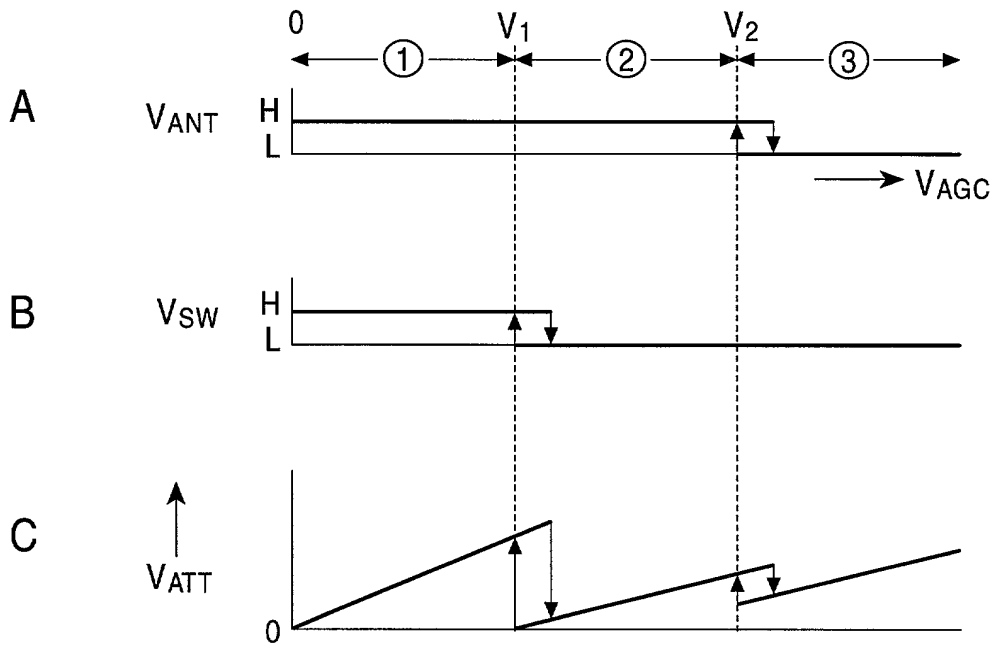 0 V1 V2
① ② ③
A VANT H
L
VAGC
B VSW H
L
C VATT
0